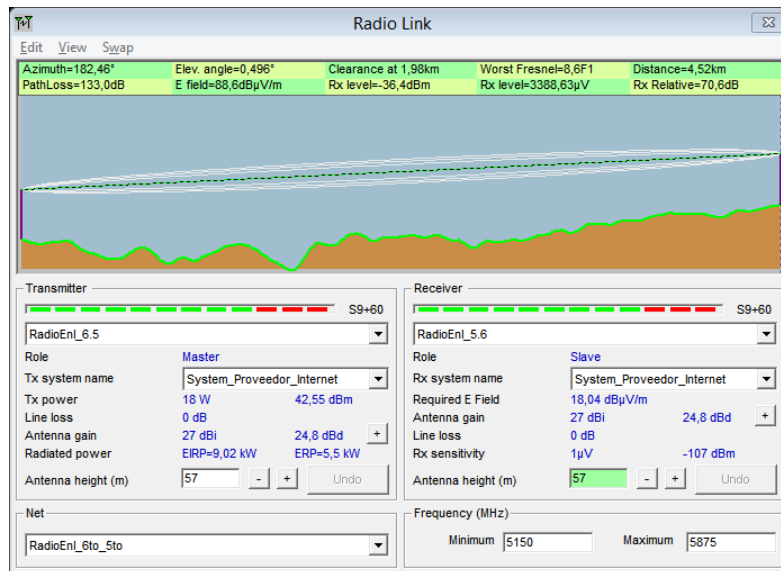 Radio Link
Edit View Swap
Azimuth=182,46° Elev. angle=0,496° Clearance at 1,98km Worst Fresnel=8,6F1 Distance=4,52km
PathLoss=133,0dB E field=88,6dBµV/m Rx level=-36,4dBm Rx level=3388,63µV Rx Relative=70,6dB
Transmitter
S9+60
RadioEnl_6.5
Role Master
Tx system name System_Proveedor_Internet
Tx power 18 W 42,55 dBm
Line loss 0 dB
Antenna gain 27 dBi 24,8 dBd +
Radiated power EIRP=9,02 kW ERP=5,5 kW
Antenna height (m) 57 - + Undo
Net
RadioEnl_6to_5to
Receiver
S9+60
RadioEnl_5.6
Role Slave
Rx system name System_Proveedor_Internet
Required E Field 18,04 dBµV/m
Antenna gain 27 dBi 24,8 dBd +
Line loss 0 dB
Rx sensitivity 1µV -107 dBm
Antenna height (m) 57 - + Undo
Frequency (MHz)
Minimum 5150 Maximum 5875